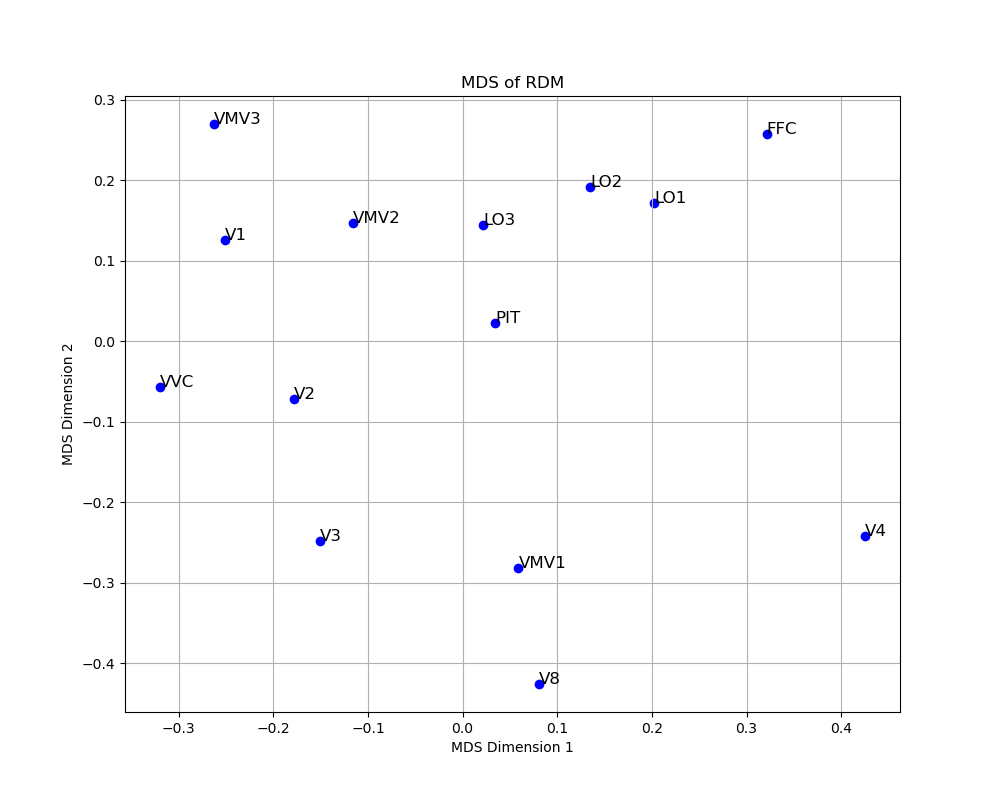 MDS of RDM
0.3
0.2
0.1
0.0
−0.1
−0.2
−0.3
−0.4
MDS Dimension 2
VMV3
FFC
LO2
LO1
VMV2
LO3
V1
PIT
VVC
V2
V3
V4
VMV1
V8
−0.3 −0.2 −0.1 0.0 0.1 0.2 0.3 0.4
MDS Dimension 1